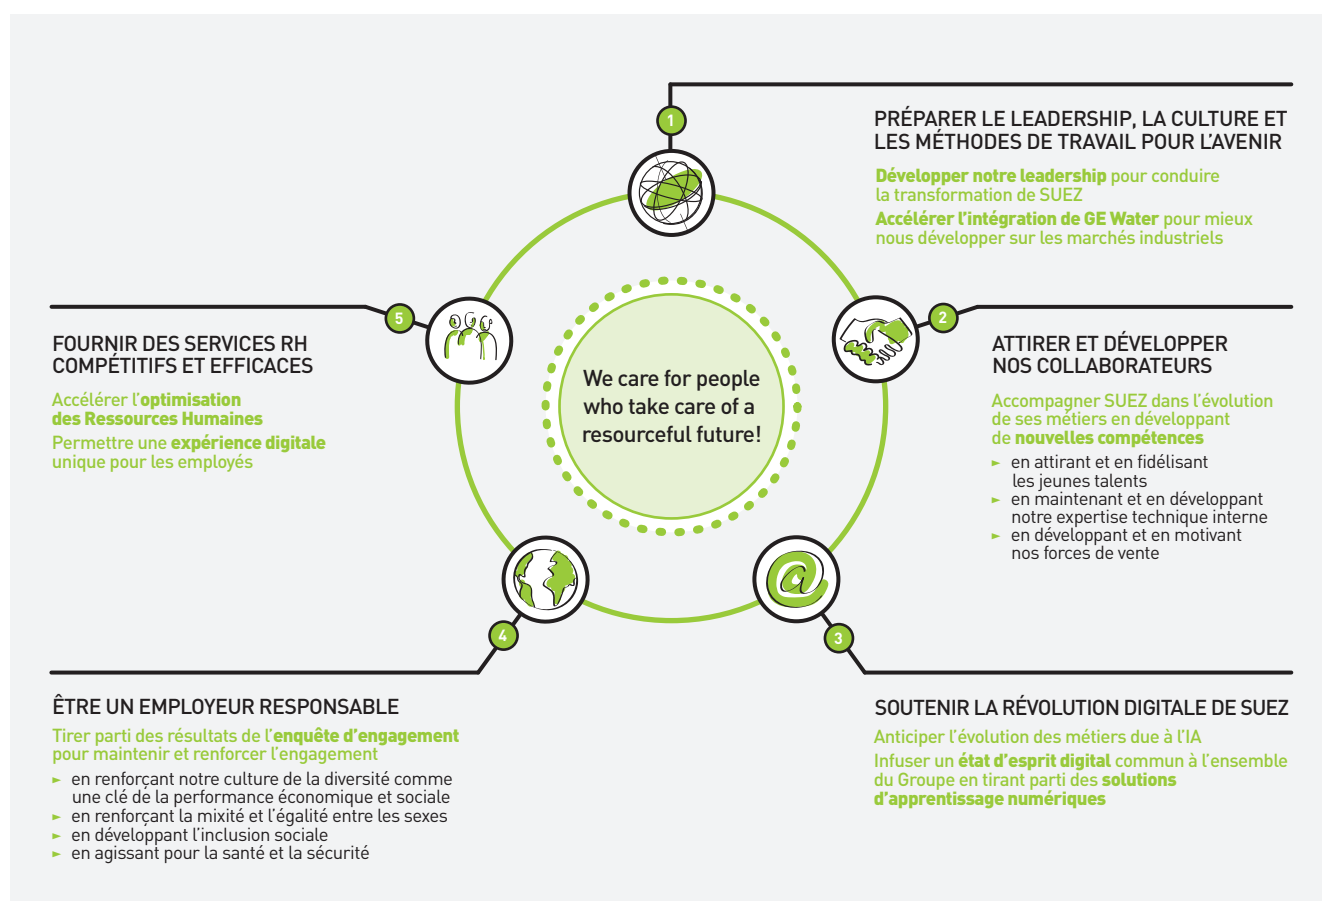 1
PRÉPARER LE LEADERSHIP, LA CULTURE ET
LES MÉTHODES DE TRAVAIL POUR L'AVENIR
Développer notre leadership pour conduire
la transformation de SUEZ
Accélérer l'intégration de GE Water pour mieux
nous développer sur les marchés industriels
2
ATTIRER ET DÉVELOPPER
NOS COLLABORATEURS
Accompagner SUEZ dans l'évolution
de ses métiers en développant
de nouvelles compétences
► en attirant et en fidélisant
les jeunes talents
► en maintenant et en développant
notre expertise technique interne
► en développant et en motivant
nos forces de vente
3
SOUTENIR LA RÉVOLUTION DIGITALE DE SUEZ
Anticiper l'évolution des métiers due à l'IA
Infuser un état d'esprit digital commun à l'ensemble
du Groupe en tirant parti des solutions
d'apprentissage numériques
4
ÊTRE UN EMPLOYEUR RESPONSABLE
Tirer parti des résultats de l'enquête d'engagement
pour maintenir et renforcer l'engagement
► en renforçant notre culture de la diversité comme
une clé de la performance économique et sociale
► en renforçant la mixité et l'égalité entre les sexes
► en développant l'inclusion sociale
► en agissant pour la santé et la sécurité
5
FOURNIR DES SERVICES RH
COMPÉTITIFS ET EFFICACES
Accélérer l'optimisation
des Ressources Humaines
Permettre une expérience digitale
unique pour les employés
We care for people
who take care of a
resourceful future!
@